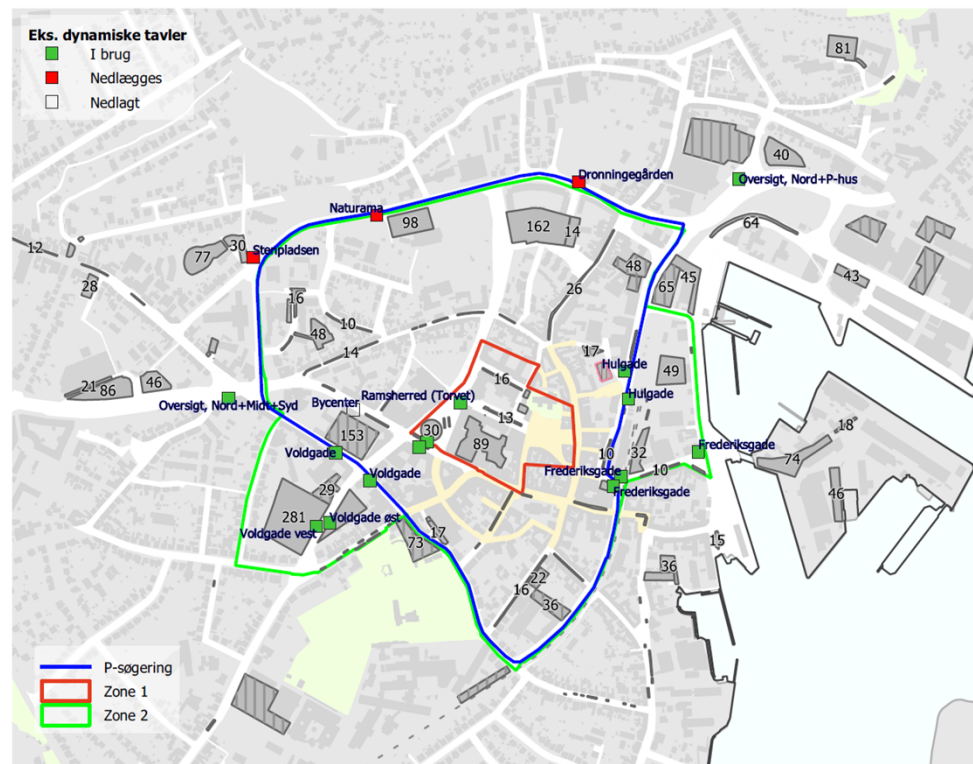 Eks. dynamiske tavler
I brug
Nedlægges
Nedlagt
81
40
Dronningegården
Oversigt, Nord+P-hus
Naturama
98
162
14
64
12
77
30
Stenpladsen
48
65
45
43
28
16
26
10
48
14
17
Hulgade
49
21
86
46
16
Hulgade
Oversigt, Nord+Midt+Syd
Bycenter
Ramsherred (Torvet)
13
18
153
30
89
10
32
Frederiksgade
74
Voldgade
Voldgade
Frederiksgade
10
Frederiksgade
46
29
281
Voldgade øst
Voldgade vest
73
17
15
22
16
36
36
P-søgering
Zone 1
Zone 2